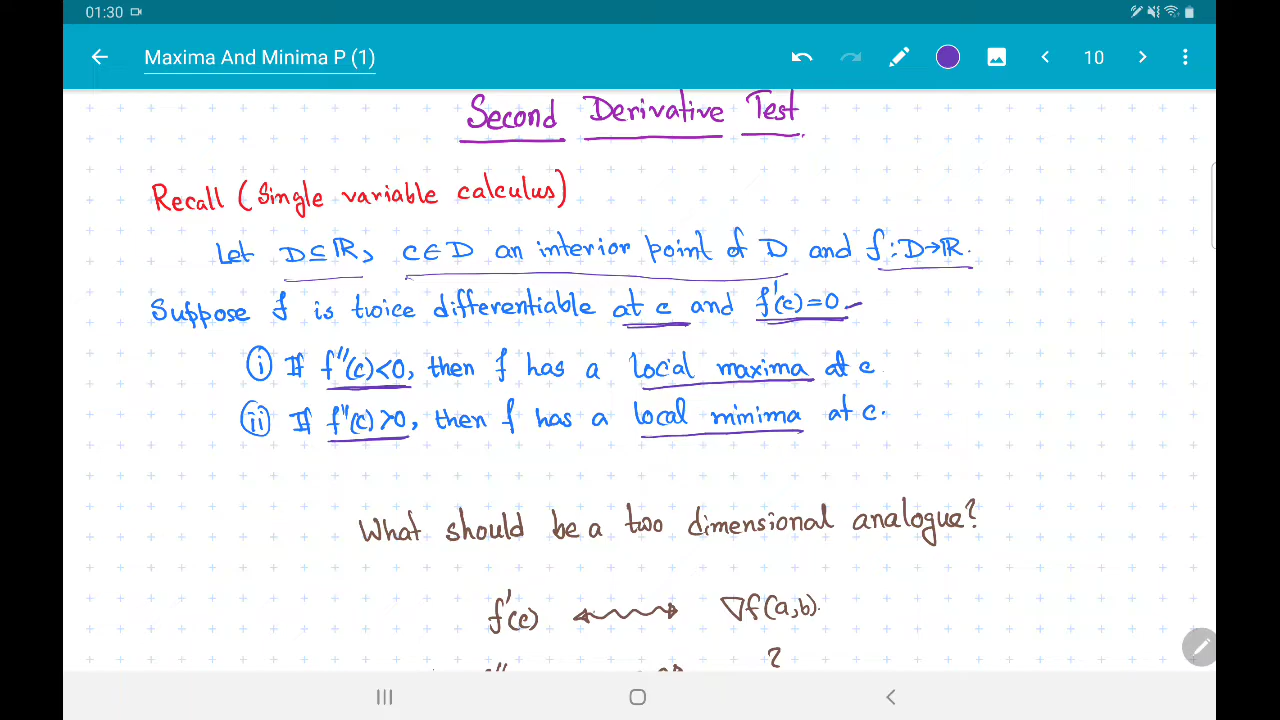 01:30
Maxima And Minima P (1)
10
Second Derivative Test
Recall (Single variable calculus)
Let D⊆ℝ, c∈D an interior point of D and f:D→ℝ.
Suppose f is twice differentiable at c and f'(c)=0
(i) If f''(c)<0, then f has a local maxima at c
(ii) If f''(c)>0, then f has a local minima at c.
What should be a two dimensional analogue?
f'(c) ↔ ∇f(a,b).
?